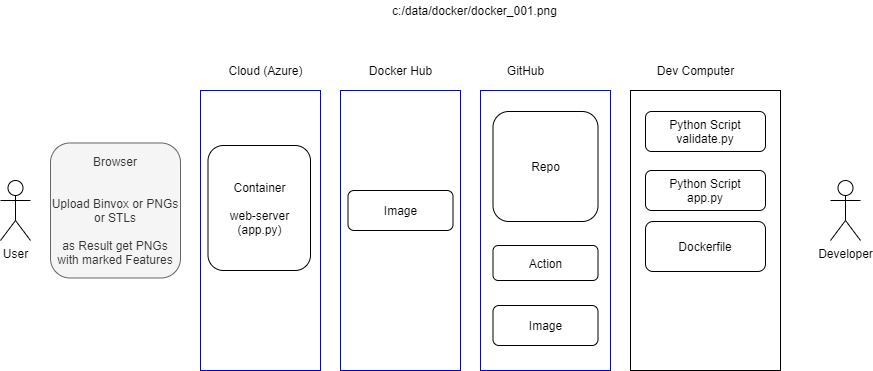 c:/data/docker/docker_001.png
Cloud (Azure)
Docker Hub
GitHub
Dev Computer
User
Browser
Upload Binvox or PNGs
or STLs
as Result get PNGs
with marked Features
Container
web-server
(app.py)
Image
Repo
Action
Image
Python Script
validate.py
Python Script
app.py
Dockerfile
Developer